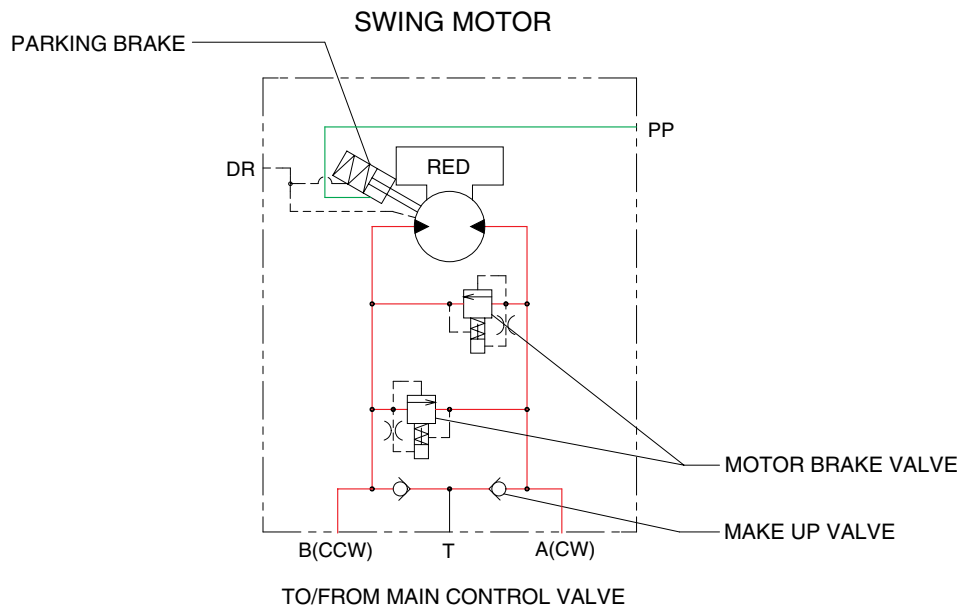 SWING MOTOR
PARKING BRAKE
PP
DR
RED
MOTOR BRAKE VALVE
MAKE UP VALVE
B(CCW)
T
A(CW)
TO/FROM MAIN CONTROL VALVE